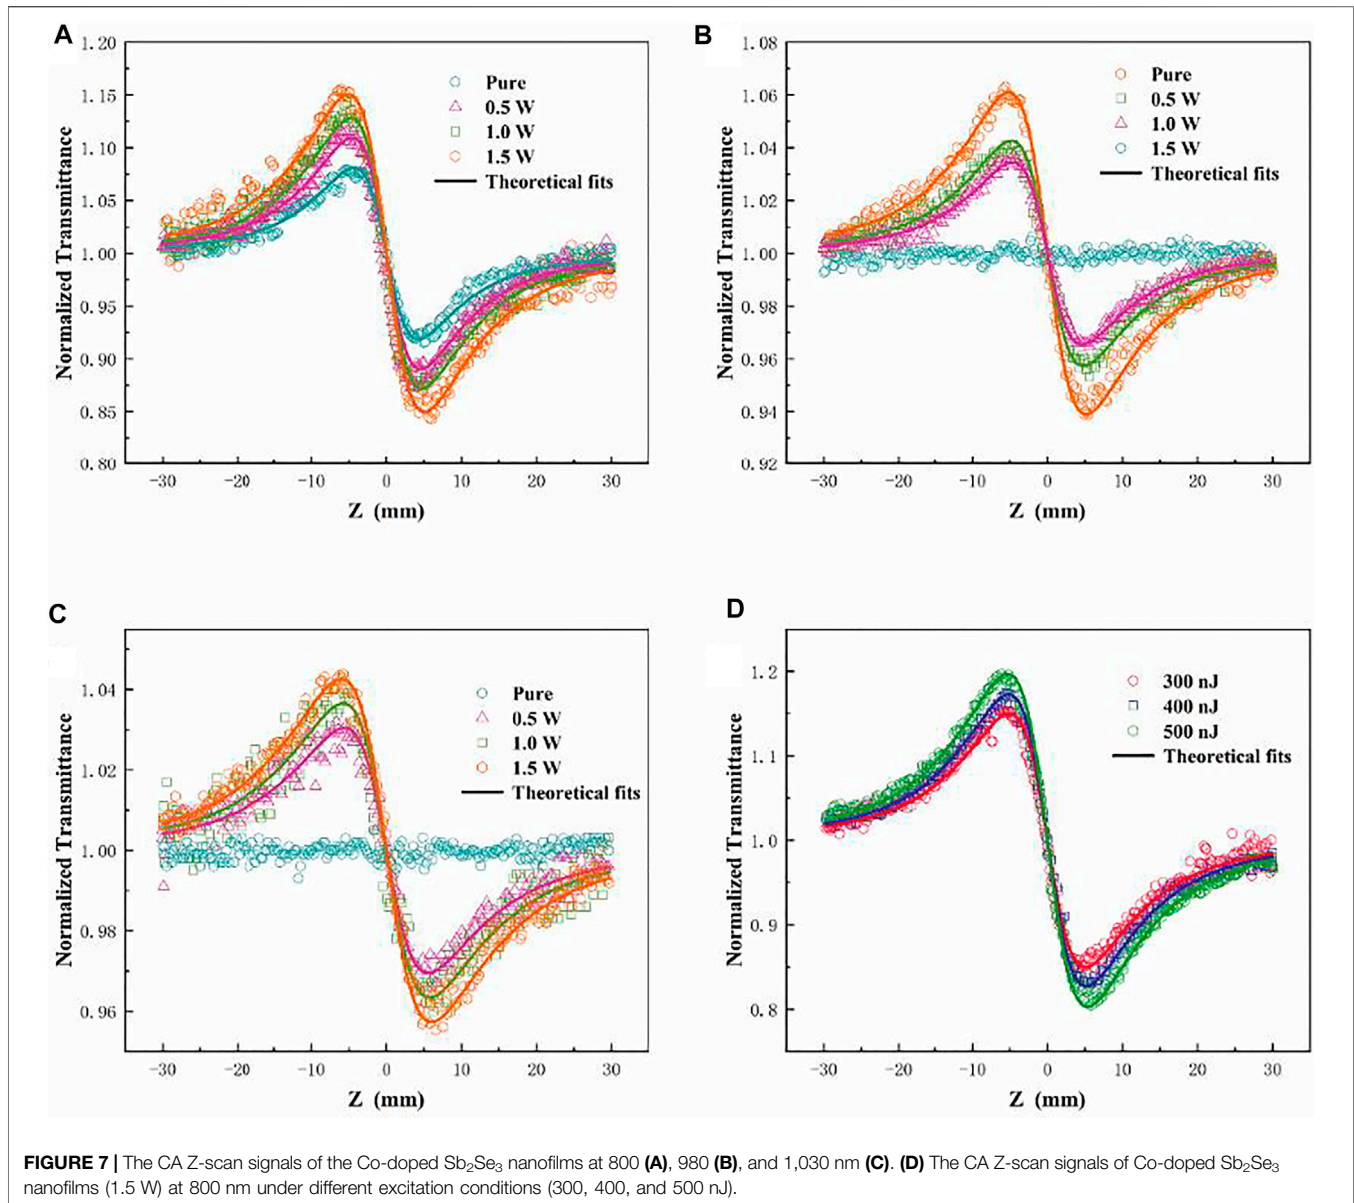 A
1.20
1.15
1.10
1.05
1.00
0.95
0.90
0.85
0.80
Normalized Transmittance
Pure
0.5 W
1.0 W
1.5 W
Theoretical fits
-30 -20 -10 0 10 20 30
Z (mm)
B
1.08
1.06
1.04
1.02
1.00
0.98
0.96
0.94
0.92
Normalized Transmittance
Pure
0.5 W
1.0 W
1.5 W
Theoretical fits
-30 -20 -10 0 10 20 30
Z (mm)
C
1.04
1.02
1.00
0.98
0.96
Normalized Transmittance
Pure
0.5 W
1.0 W
1.5 W
Theoretical fits
-30 -20 -10 0 10 20 30
Z (mm)
D
1.2
1.1
1.0
0.9
0.8
Normalized Transmittance
300 nJ
400 nJ
500 nJ
Theoretical fits
-30 -20 -10 0 10 20 30
Z (mm)
FIGURE 7 | The CA Z-scan signals of the Co-doped Sb₂Se₃ nanofilms at 800 (A), 980 (B), and 1,030 nm (C). (D) The CA Z-scan signals of Co-doped Sb₂Se₃
nanofilms (1.5 W) at 800 nm under different excitation conditions (300, 400, and 500 nJ).